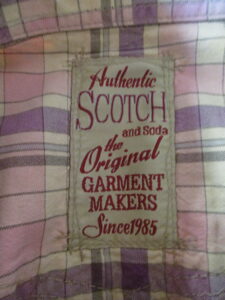 Authentic
SCOTCH
and Soda
the
Original
GARMENT
MAKERS
Since1985